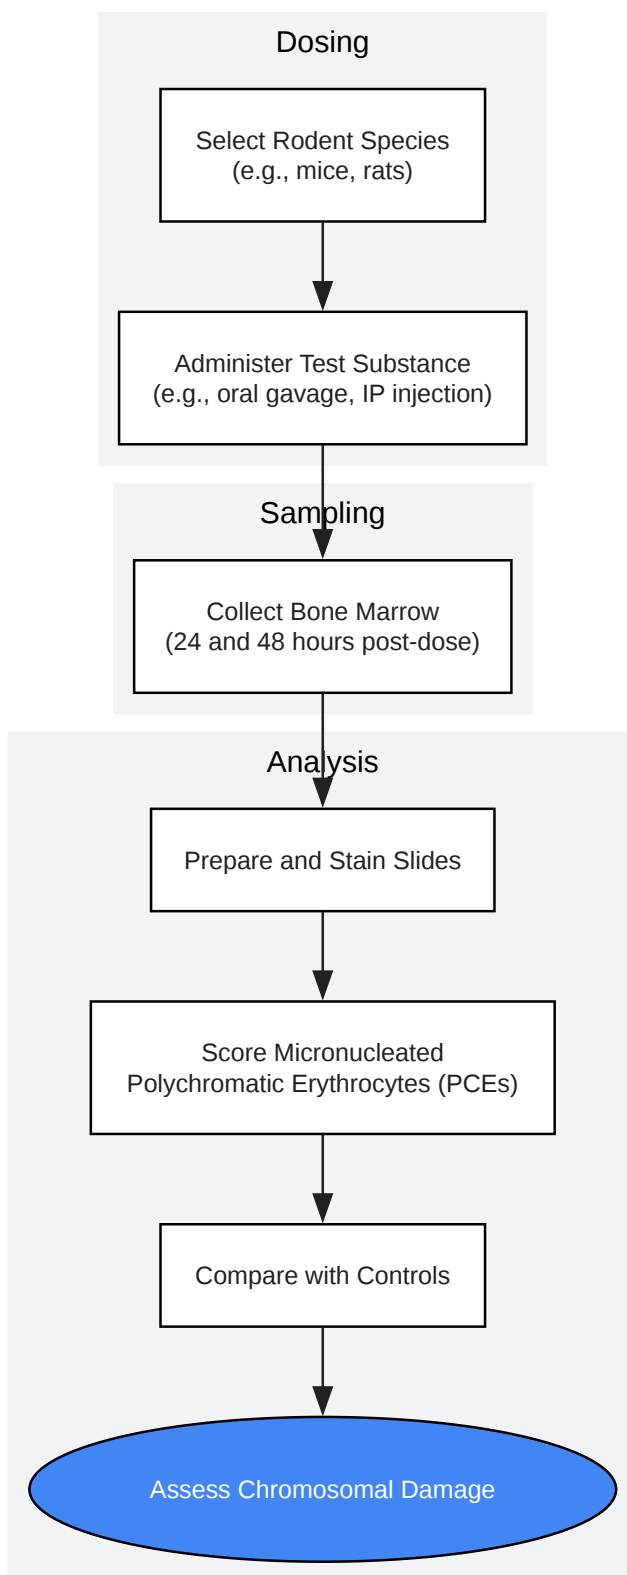 Dosing
Select Rodent Species
(e.g., mice, rats)
Administer Test Substance
(e.g., oral gavage, IP injection)
Sampling
Collect Bone Marrow
(24 and 48 hours post-dose)
Analysis
Prepare and Stain Slides
Score Micronucleated
Polychromatic Erythrocytes (PCEs)
Compare with Controls
Assess Chromosomal Damage